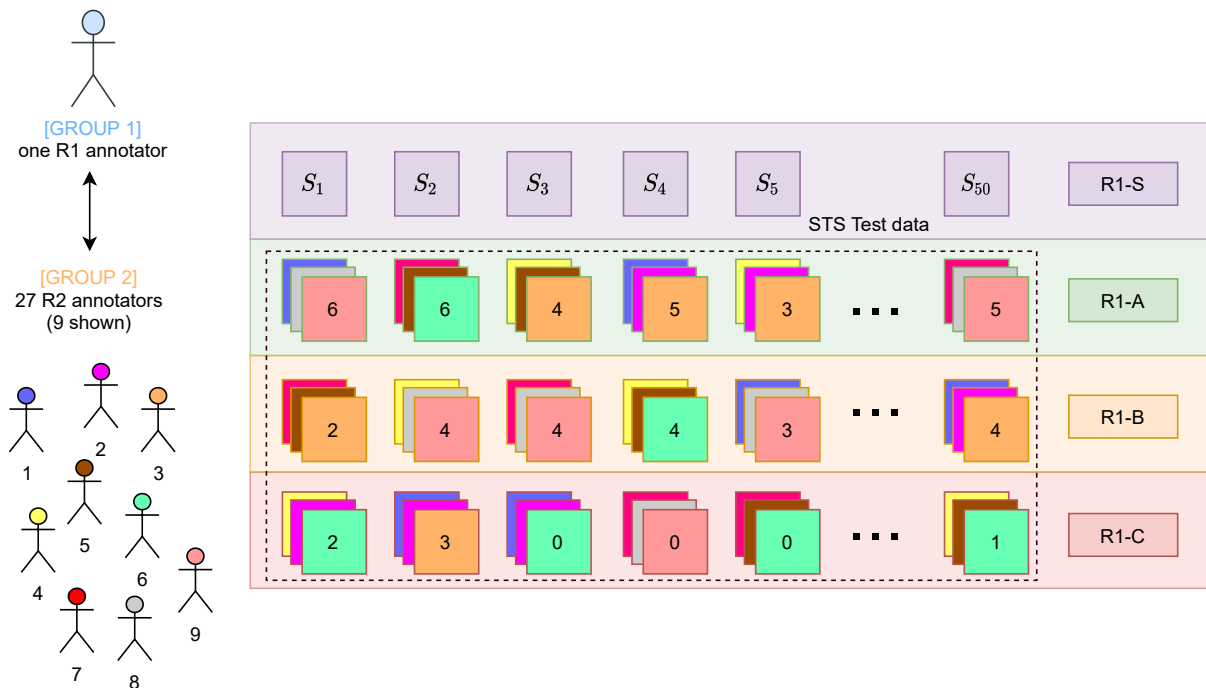 [GROUP 1]
one R1 annotator
[GROUP 2]
27 R2 annotators
(9 shown)
1
2
3
4
5
6
7
8
9
S1 S2 S3 S4 S5 S50 R1-S
STS Test data
6 6 4 5 3 5 R1-A
2 4 4 4 3 4 R1-B
2 3 0 0 0 1 R1-C